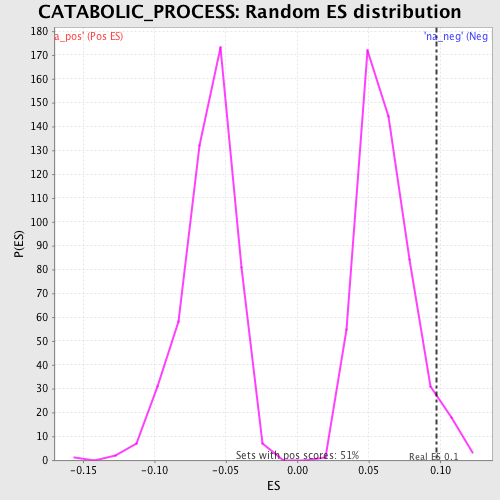 CATABOLIC_PROCESS: Random ES distribution
a_pos' (Pos ES)
'na_neg' (Neg
180
170
160
150
140
130
120
110
100
90
80
70
60
50
40
30
20
10
0
P(ES)
Sets with pos scores: 51%
Real ES 0.1
-0.15 -0.10 -0.05 0.00 0.05 0.10
ES